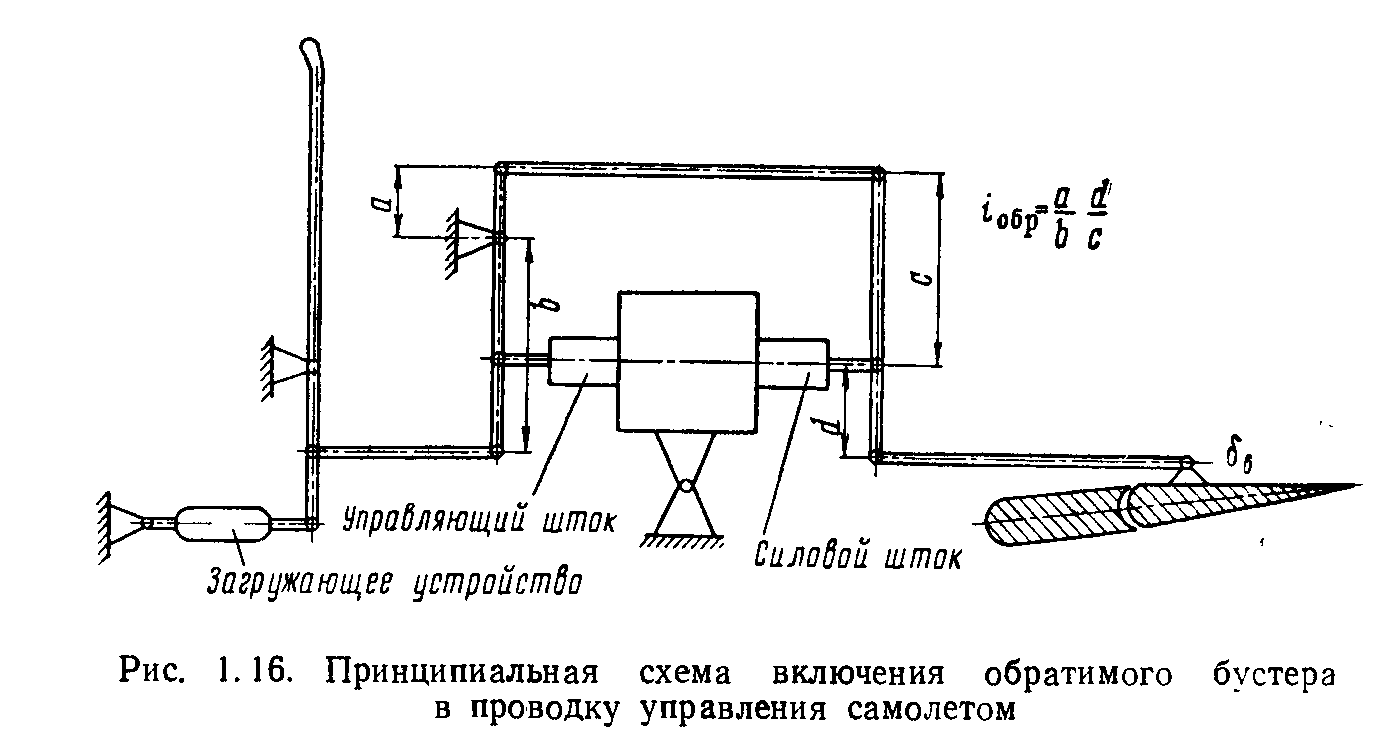 a
b
c
d
i обр = a/b d/c
δв
Управляющий шток
Силовой шток
Загружающее устройство
Рис. 1.16. Принципиальная схема включения обратимого бустера
в проводку управления самолетом